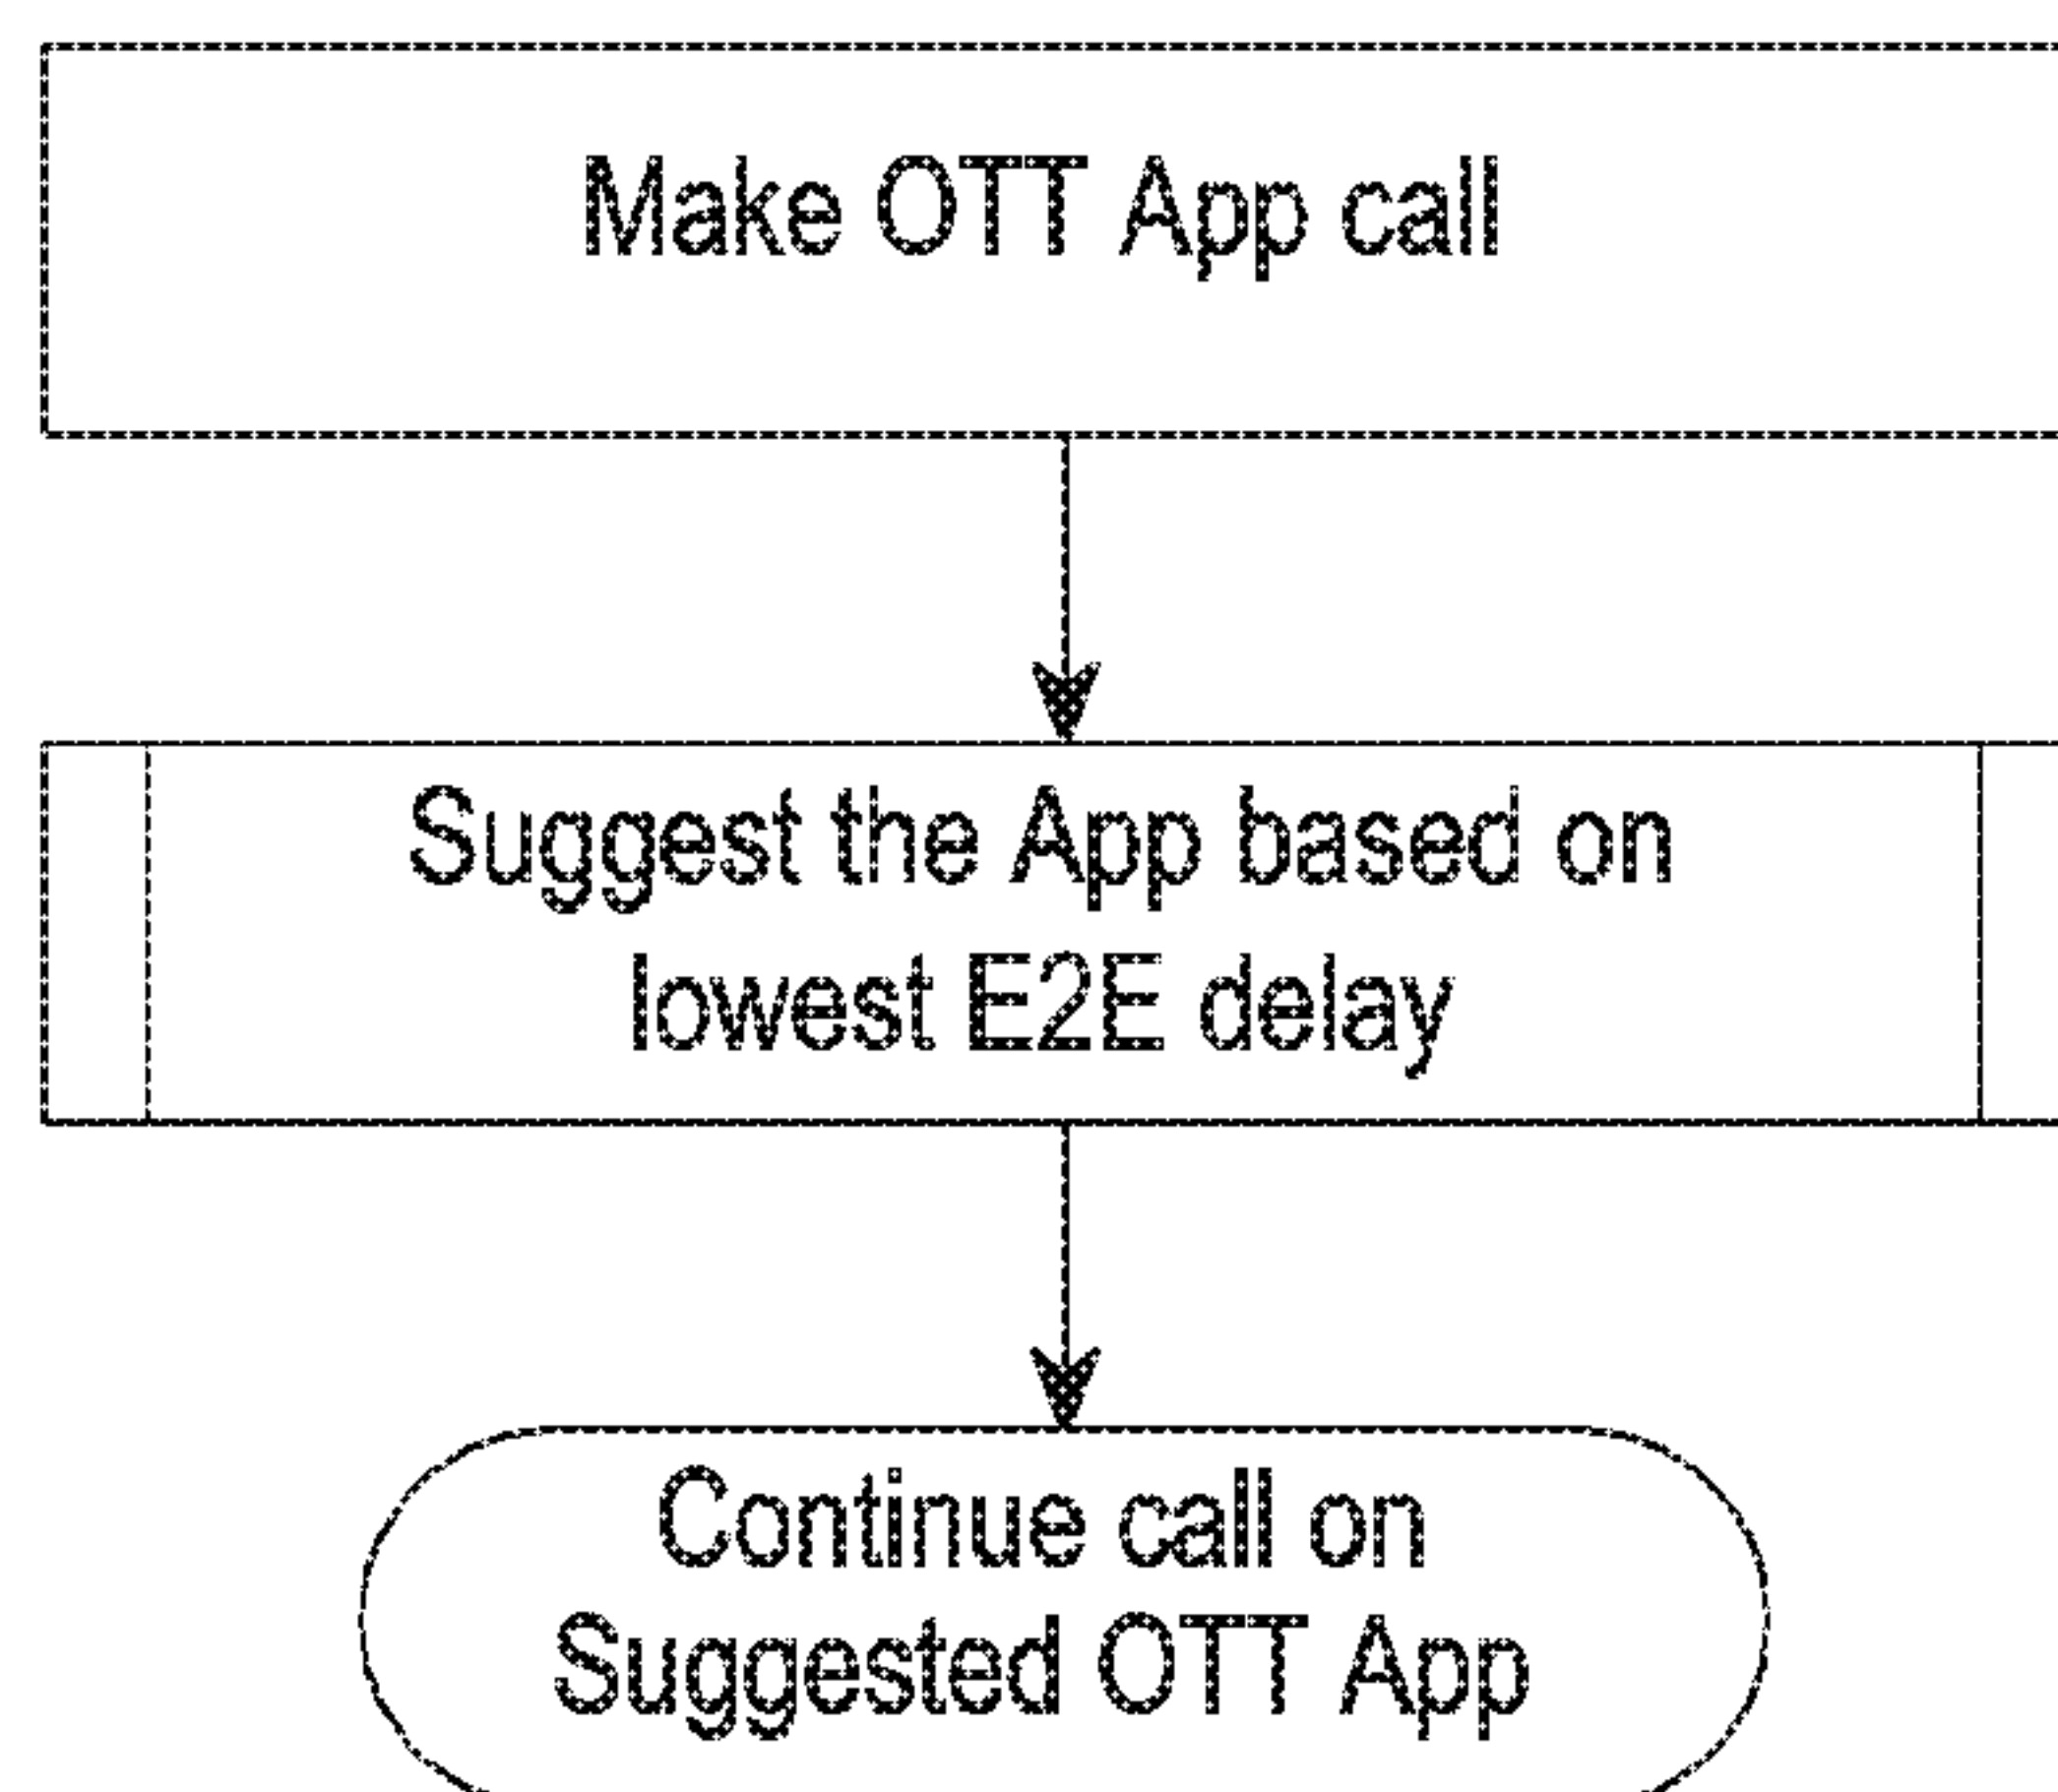 Make OTT App call
Suggest the App based on
lowest E2E delay
Continue call on
Suggested OTT App